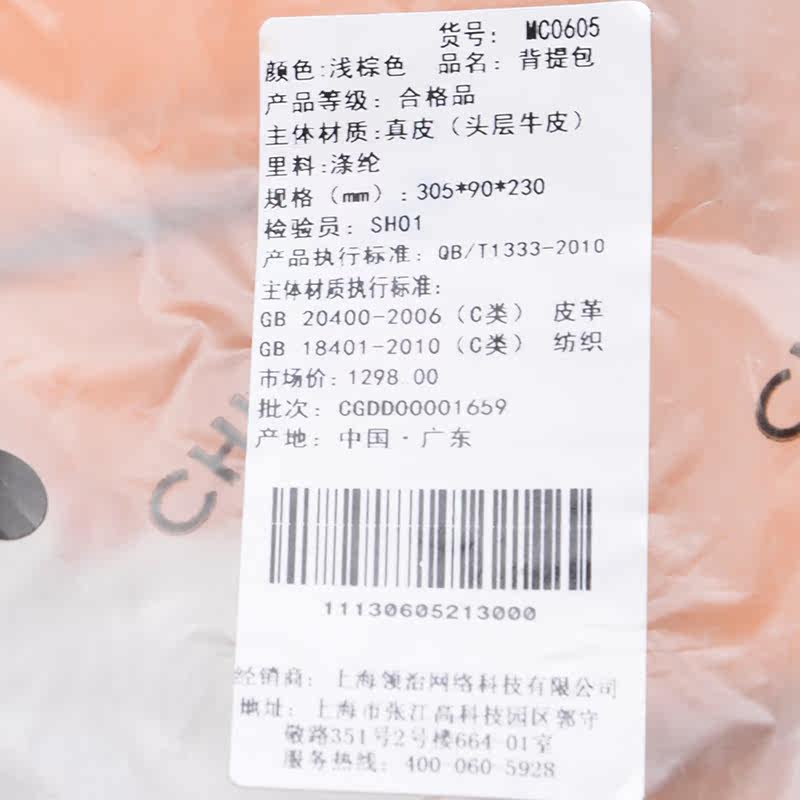 货号: MC0605
颜色:浅棕色 品名: 背提包
产品等级: 合格品
主体材质:真皮（头层牛皮）
里料:涤纶
规格（mm）:305*90*230
检验员: SH01
产品执行标准: QB/T1333-2010
主体材质执行标准:
GB 20400-2006（C类） 皮革
GB 18401-2010（C类） 纺织
市场价: 1298.00
批次: CGDD00001659
产地: 中国·广东
11130605213000
经销商: 上海领治网络科技有限公司
地址: 上海市张江高科技园区郭守
敬路351号2号楼664-01室
服务热线: 400-060-5928
CH
C